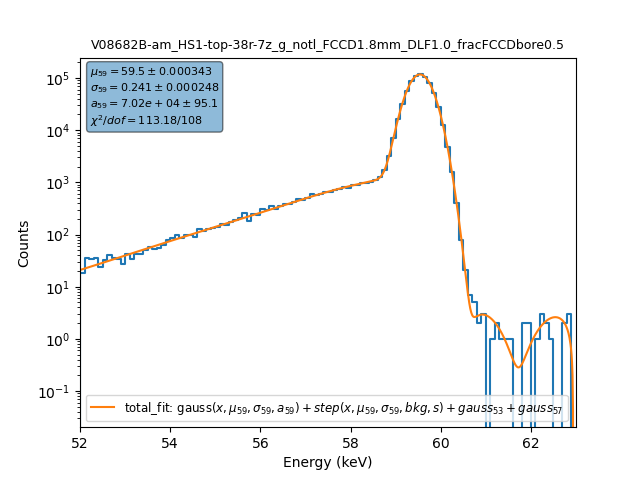 V08682B-am_HS1-top-38r-7z_g_notl_FCCD1.8mm_DLF1.0_fracFCCDbore0.5
μ₅₉ = 59.5 ± 0.000343
σ₅₉ = 0.241 ± 0.000248
a₅₉ = 7.02e + 04 ± 95.1
χ²/dof = 113.18/108
Counts
10⁵
10⁴
10³
10²
10¹
10⁰
10⁻¹
total_fit: gauss(x, μ₅₉, σ₅₉, a₅₉) + step(x, μ₅₉, σ₅₉, bkg, s) + gauss₅₃ + gauss₅₇
52 54 56 58 60 62
Energy (keV)